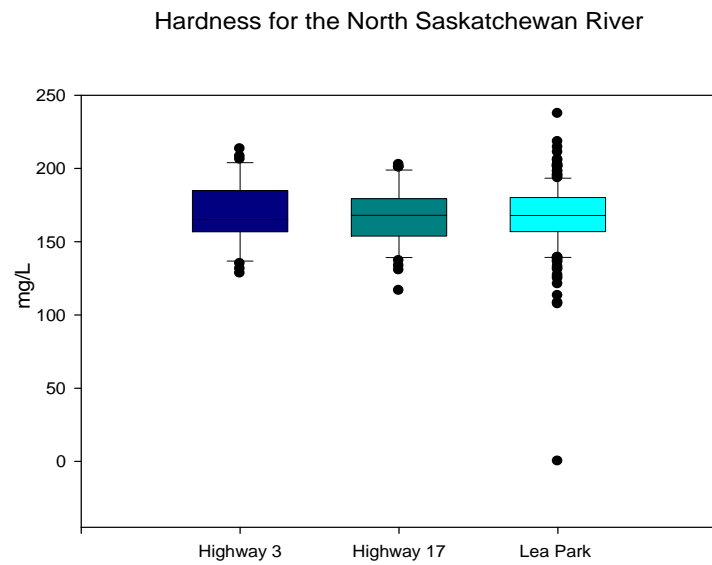 Hardness for the North Saskatchewan River
250
200
150
100
50
0
mg/L
Highway 3
Highway 17
Lea Park